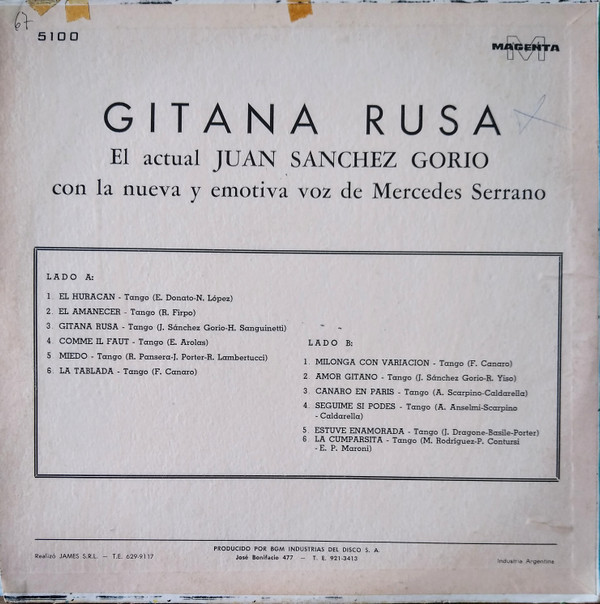 67
5100
MAGENTA
GITANA RUSA
El actual JUAN SANCHEZ GORIO
con la nueva y emotiva voz de Mercedes Serrano
LADO A:
1. EL HURACAN - Tango (E. Donato-N. López)
2. EL AMANECER - Tango (R. Firpo)
3. GITANA RUSA - Tango (J. Sánchez Gorio-H. Sanguinetti)
4. COMME IL FAUT - Tango (E. Arolas)
5. MIEDO - Tango (R. Pansera-J. Porter-R. Lambertucci)
6. LA TABLADA - Tango (F. Canaro)
LADO B:
1. MILONGA CON VARIACION - Tango (F. Canaro)
2. AMOR GITANO - Tango (J. Sánchez Gorio-R. Yiso)
3. CANARO EN PARIS - Tango (A. Scarpino-Caldarella)
4. SEGUIME SI PODES - Tango (A. Anselmi-Scarpino
- Caldarella)
5. ESTUVE ENAMORADA - Tango (J. Dragone-Basile-Porter)
6 LA CUMPARSITA - Tango (M. Rodríguez-P. Contursi
- E. P. Maroni)
PRODUCIDO POR BGM INDUSTRIAS DEL DISCO S. A.
Realizó JAMES S.R.L. — T.E. 629-9117
José Bonifacio 477 — T. E. 921-3413
Industria Argentina